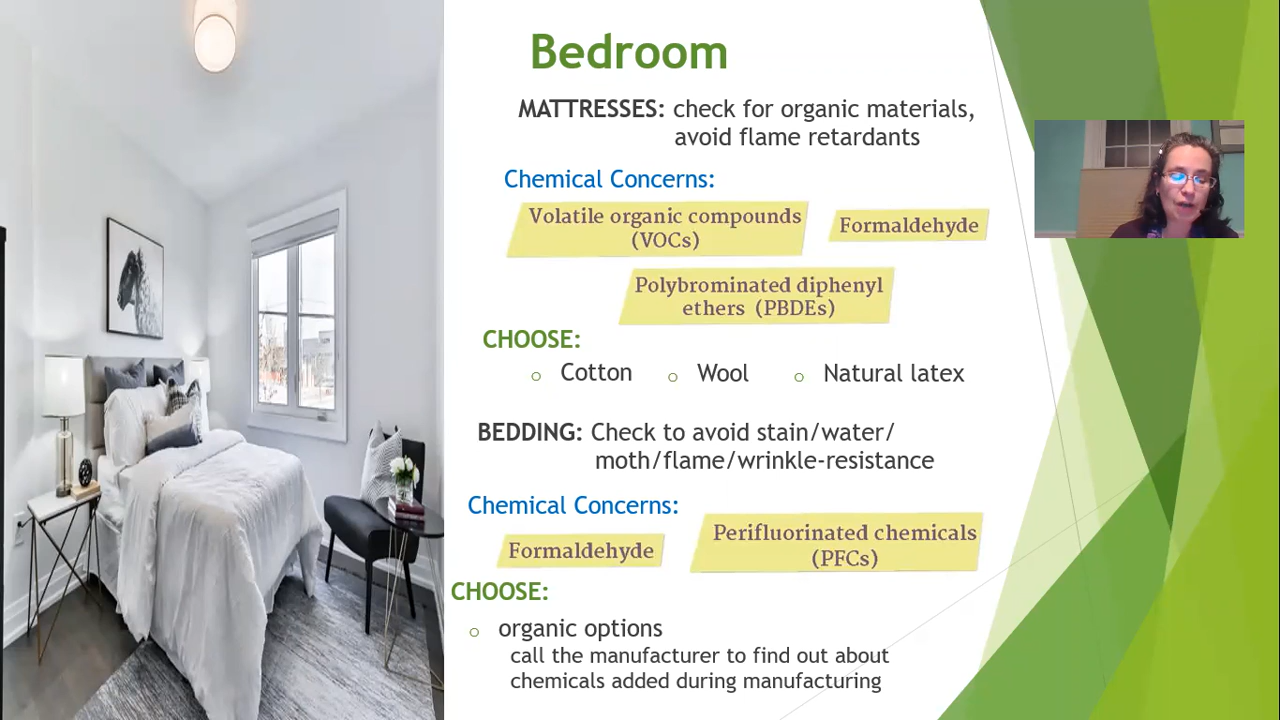 Bedroom
MATTRESSES: check for organic materials,
avoid flame retardants
Chemical Concerns:
Volatile organic compounds
(VOCs)
Formaldehyde
Polybrominated diphenyl
ethers (PBDEs)
CHOOSE:
o Cotton o Wool o Natural latex
BEDDING: Check to avoid stain/water/
moth/flame/wrinkle-resistance
Chemical Concerns:
Formaldehyde
Perifluorinated chemicals
(PFCs)
CHOOSE:
o organic options
call the manufacturer to find out about
chemicals added during manufacturing